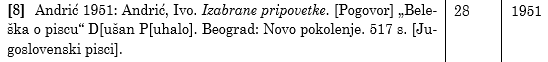 [8] Andrić 1951: Andrić, Ivo. Izabrane pripovetke. [Pogovor] „Bele- 28 1951
ška o piscu“ D[ušan P[uhalo]. Beograd: Novo pokolenje. 517 s. [Ju-
goslovenski pisci].